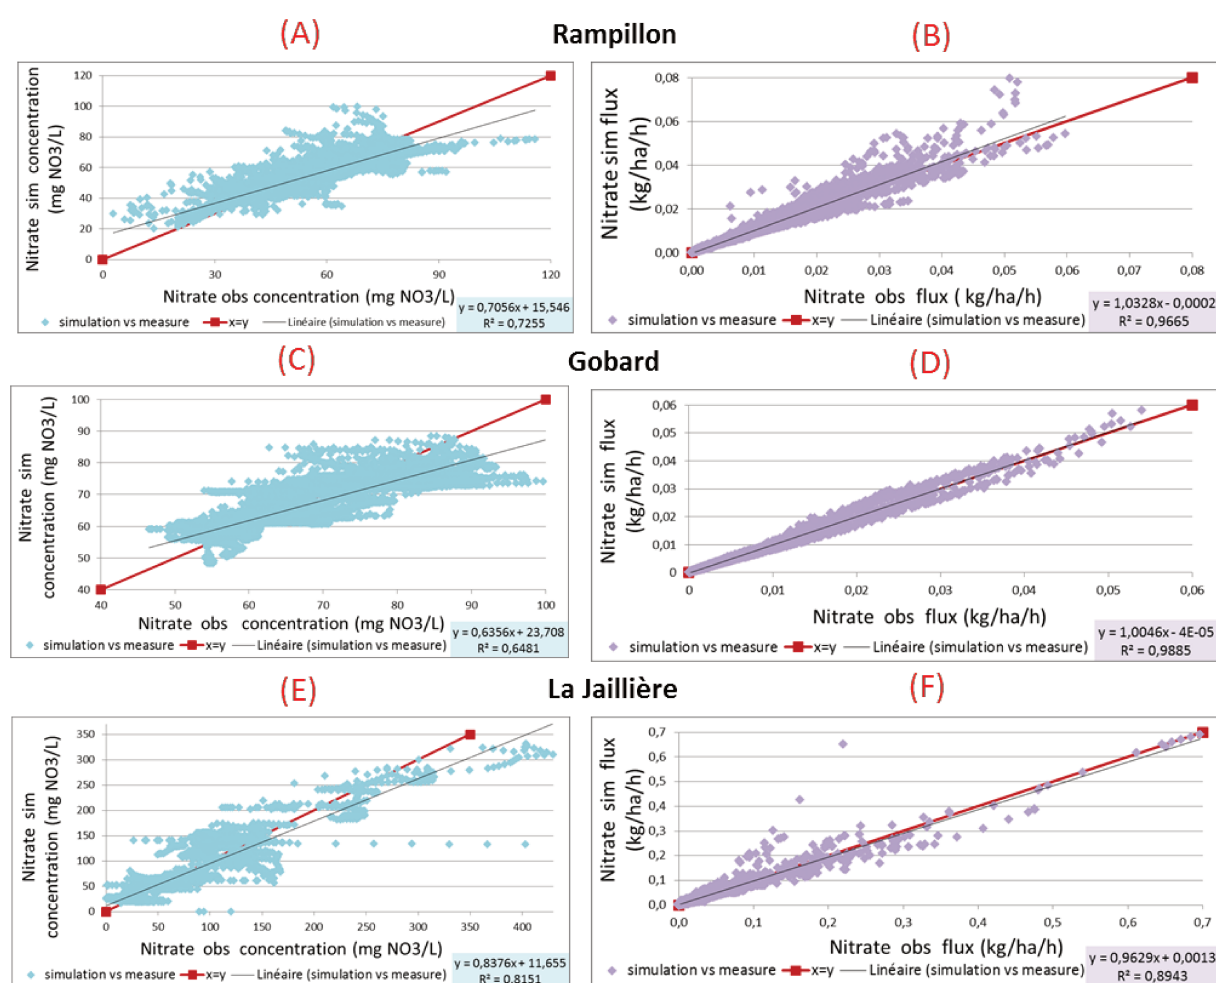 (A) Rampillon (B)
Nitrate sim concentration
(mg NO3/L)
120
100
80
60
40
20
0
0 30 60 90 120
Nitrate obs concentration (mg NO3/L)
y = 0,7056x + 15,546
R² = 0,7255
simulation vs measure x=y Linéaire (simulation vs measure)
Nitrate sim flux
(kg/ha/h)
0,08
0,06
0,04
0,02
0,00
0,00 0,01 0,02 0,03 0,04 0,05 0,06 0,07 0,08
Nitrate obs flux ( kg/ha/h)
y = 1,0328x - 0,0002
R² = 0,9665
simulation vs measure x=y Linéaire (simulation vs measure)
(C) Gobard (D)
Nitrate sim
concentration (mg NO3/L)
100
90
80
70
60
50
40
40 50 60 70 80 90 100
Nitrate obs concentration (mg NO3/L)
y = 0,6356x + 23,708
R² = 0,6481
simulation vs measure x=y Linéaire (simulation vs measure)
Nitrate sim flux
(kg/ha/h)
0,06
0,05
0,04
0,03
0,02
0,01
0
0 0,01 0,02 0,03 0,04 0,05 0,06
Nitrate obs flux (kg/ha/h)
y = 1,0046x - 4E-05
R² = 0,9885
simulation vs measure x=y Linéaire (simulation vs measure)
(E) La Jaillière (F)
Nitrate sim
concentration (mg NO3/L)
350
300
250
200
150
100
50
0
0 50 100 150 200 250 300 350 400
Nitrate obs concentration (mg NO3/L)
y = 0,8376x + 11,655
R² = 0,8151
simulation vs measure x=y Linéaire (simulation vs measure)
Nitrate sim flux
(kg/ha/h)
0,7
0,6
0,5
0,4
0,3
0,2
0,1
0,0
0,0 0,1 0,2 0,3 0,4 0,5 0,6 0,7
Nitrate obs flux (kg/ha/h)
y = 0,9629x + 0,0013
R² = 0,8943
simulation vs measure x=y Linéaire (simulation vs measure)